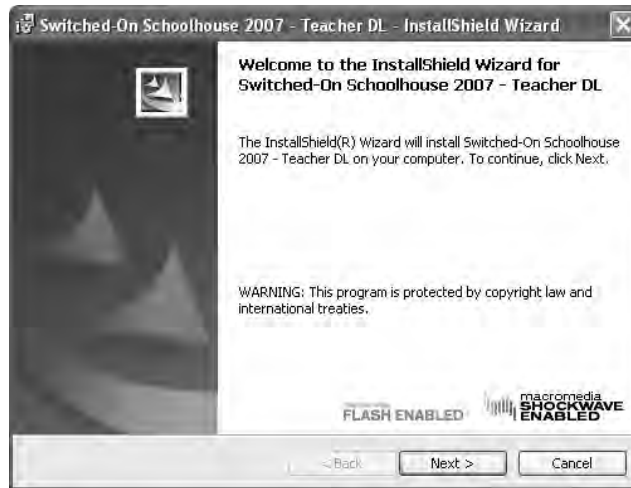 Switched-On Schoolhouse 2007 - Teacher DL - InstallShield Wizard
Welcome to the InstallShield Wizard for
Switched-On Schoolhouse 2007 - Teacher DL
The InstallShield(R) Wizard will install Switched-On Schoolhouse
2007 - Teacher DL on your computer. To continue, click Next.
WARNING: This program is protected by copyright law and
international treaties.
FLASH ENABLED
macromedia
SHOCKWAVE
ENABLED
< Back
Next >
Cancel